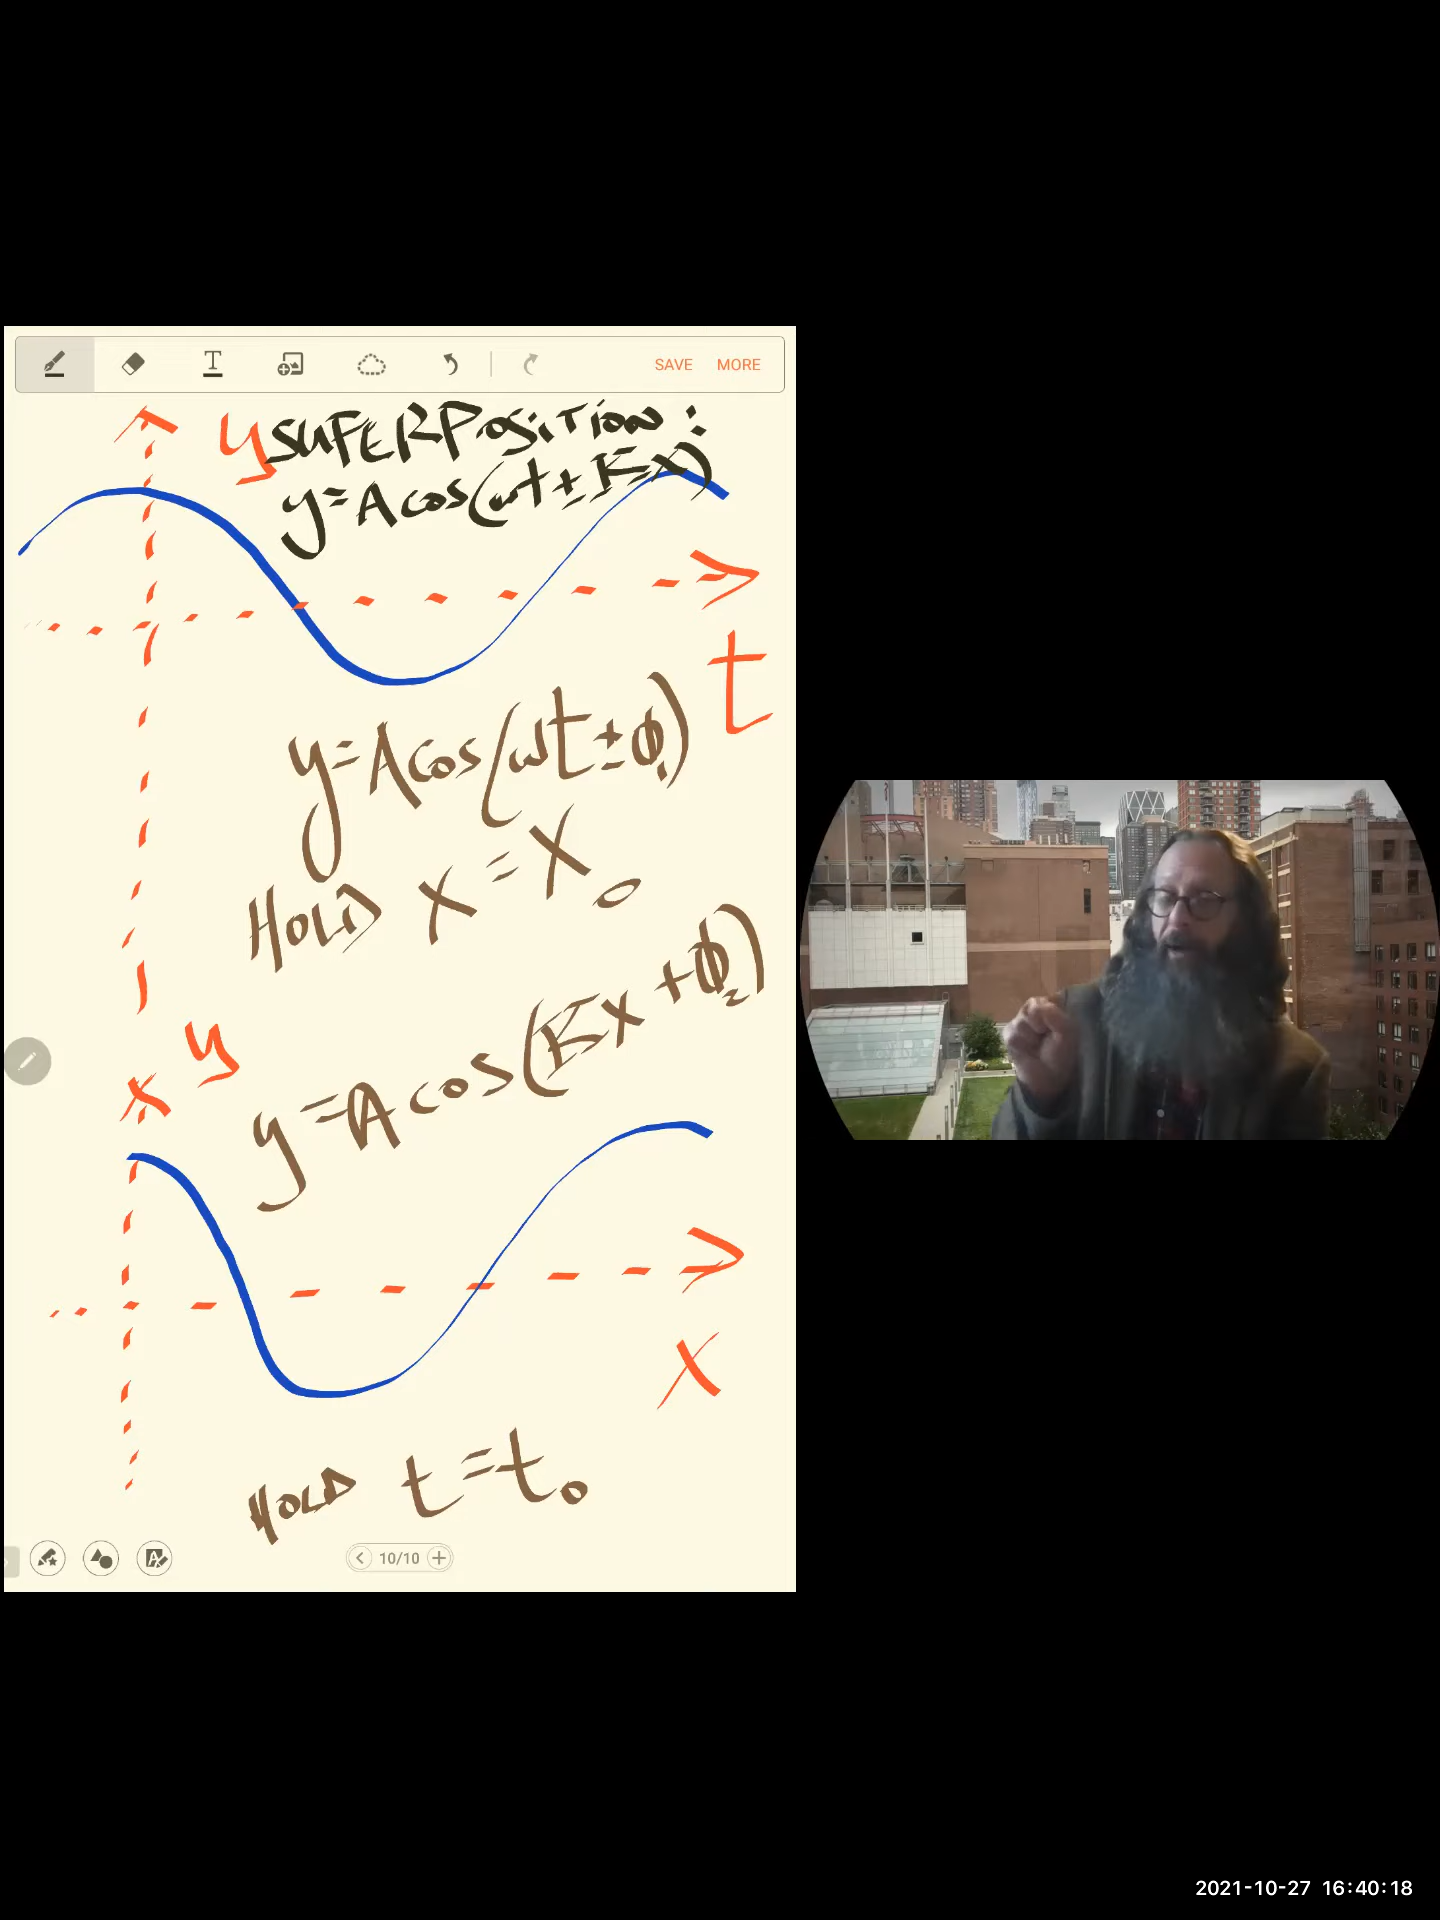 T
SAVE
MORE
y
SUPERPOSITION:
y=Acos(ωt±Kx)
t
y=Acos(ωt±ϕ₁)
HOLD x=x₀
y=Acos(Kx+ϕ₂)
y
x
HOLD t=t₀
A
10/10
2021-10-27 16:40:18